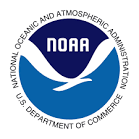 NATIONAL OCEANIC AND ATMOSPHERIC ADMINISTRATION
NOAA
U.S. DEPARTMENT OF COMMERCE